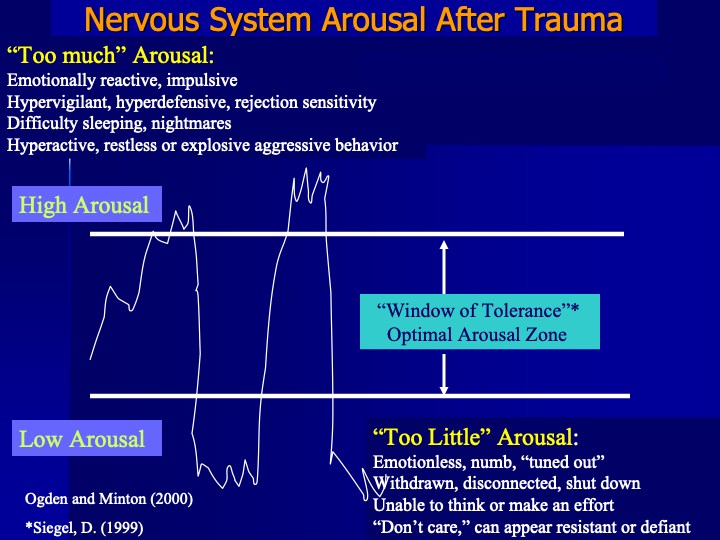 Nervous System Arousal After Trauma
“Too much” Arousal:
Emotionally reactive, impulsive
Hypervigilant, hyperdefensive, rejection sensitivity
Difficulty sleeping, nightmares
Hyperactive, restless or explosive aggressive behavior
High Arousal
“Window of Tolerance”*
Optimal Arousal Zone
Low Arousal
“Too Little” Arousal:
Emotionless, numb, “tuned out”
Withdrawn, disconnected, shut down
Unable to think or make an effort
“Don’t care,” can appear resistant or defiant
Ogden and Minton (2000)
*Siegel, D. (1999)